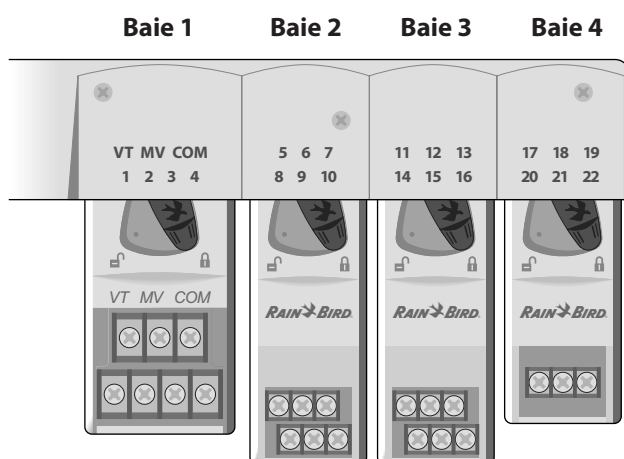 Baie 1 Baie 2 Baie 3 Baie 4
VT MV COM 5 6 7 11 12 13 17 18 19
1 2 3 4 8 9 10 14 15 16 20 21 22
VT MV COM
RAIN BIRD RAIN BIRD RAIN BIRD